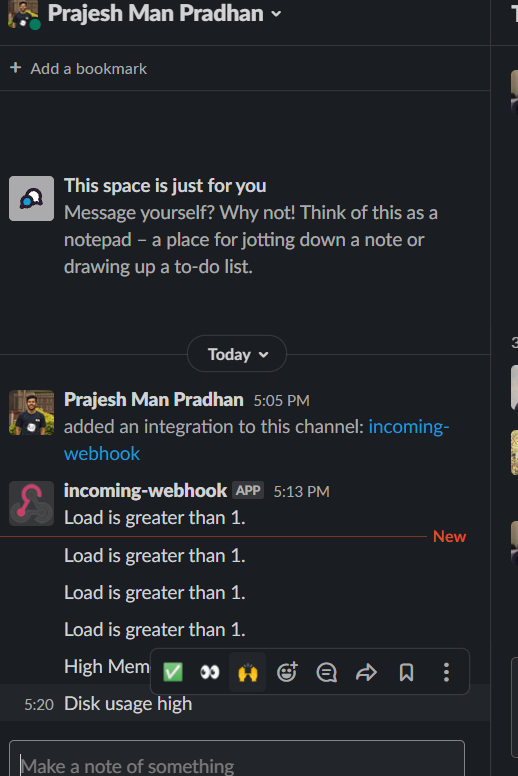 Prajesh Man Pradhan
+ Add a bookmark
This space is just for you
Message yourself? Why not! Think of this as a
notepad – a place for jotting down a note or
drawing up a to-do list.
Today
Prajesh Man Pradhan 5:05 PM
added an integration to this channel: incoming-
webhook
incoming-webhook APP 5:13 PM
Load is greater than 1.
New
Load is greater than 1.
Load is greater than 1.
Load is greater than 1.
High
5:20 Disk usage high
Make a note of something